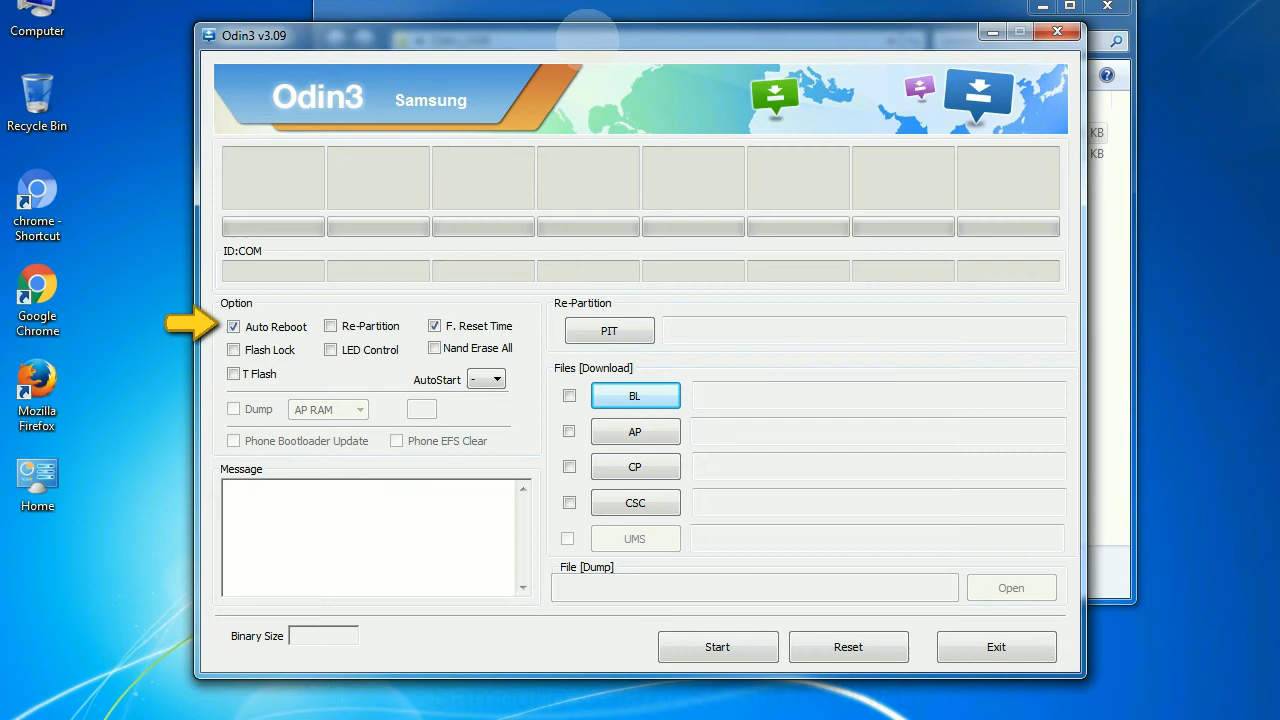 Computer
Recycle Bin
chrome -
Shortcut
Google
Chrome
Mozilla
Firefox
Home
Odin3 v3.09
Odin3 Samsung
KB
KB
ID:COM
Option
Auto Reboot Re-Partition F. Reset Time
Flash Lock LED Control Nand Erase All
T Flash AutoStart -
Dump AP RAM
Phone Bootloader Update Phone EFS Clear
Message
Re-Partition
PIT
Files [Download]
BL
AP
CP
CSC
UMS
File [Dump]
Open
Binary Size
Start Reset Exit